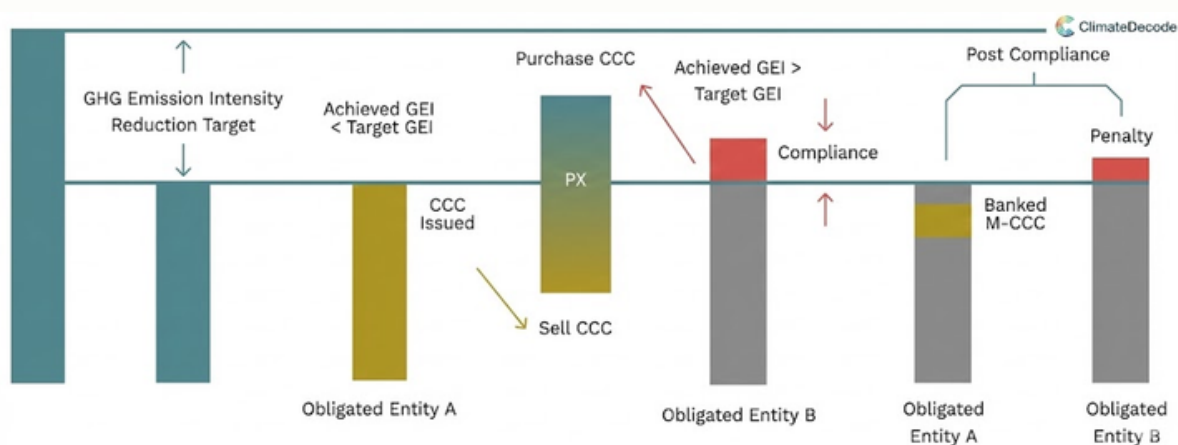 ClimateDecode
GHG Emission Intensity
Reduction Target
Achieved GEI
< Target GEI
CCC
Issued
Purchase CCC
PX
Sell CCC
Achieved GEI >
Target GEI
Compliance
Post Compliance
Penalty
Banked
M-CCC
Obligated Entity A
Obligated Entity B
Obligated
Entity A
Obligated
Entity B